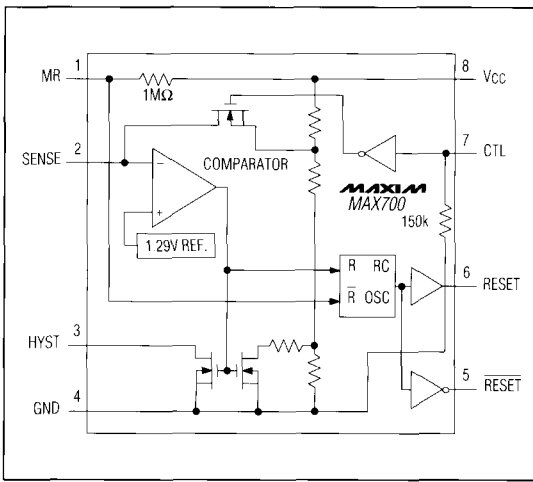 MR 1
1MΩ
8 VCC
7 CTL
SENSE 2
−
COMPARATOR
MAXIM
MAX700
150k
+
1.29V REF.
R RC
R̅ OSC
6 RESET
HYST 3
5 R̅E̅S̅E̅T̅
GND 4